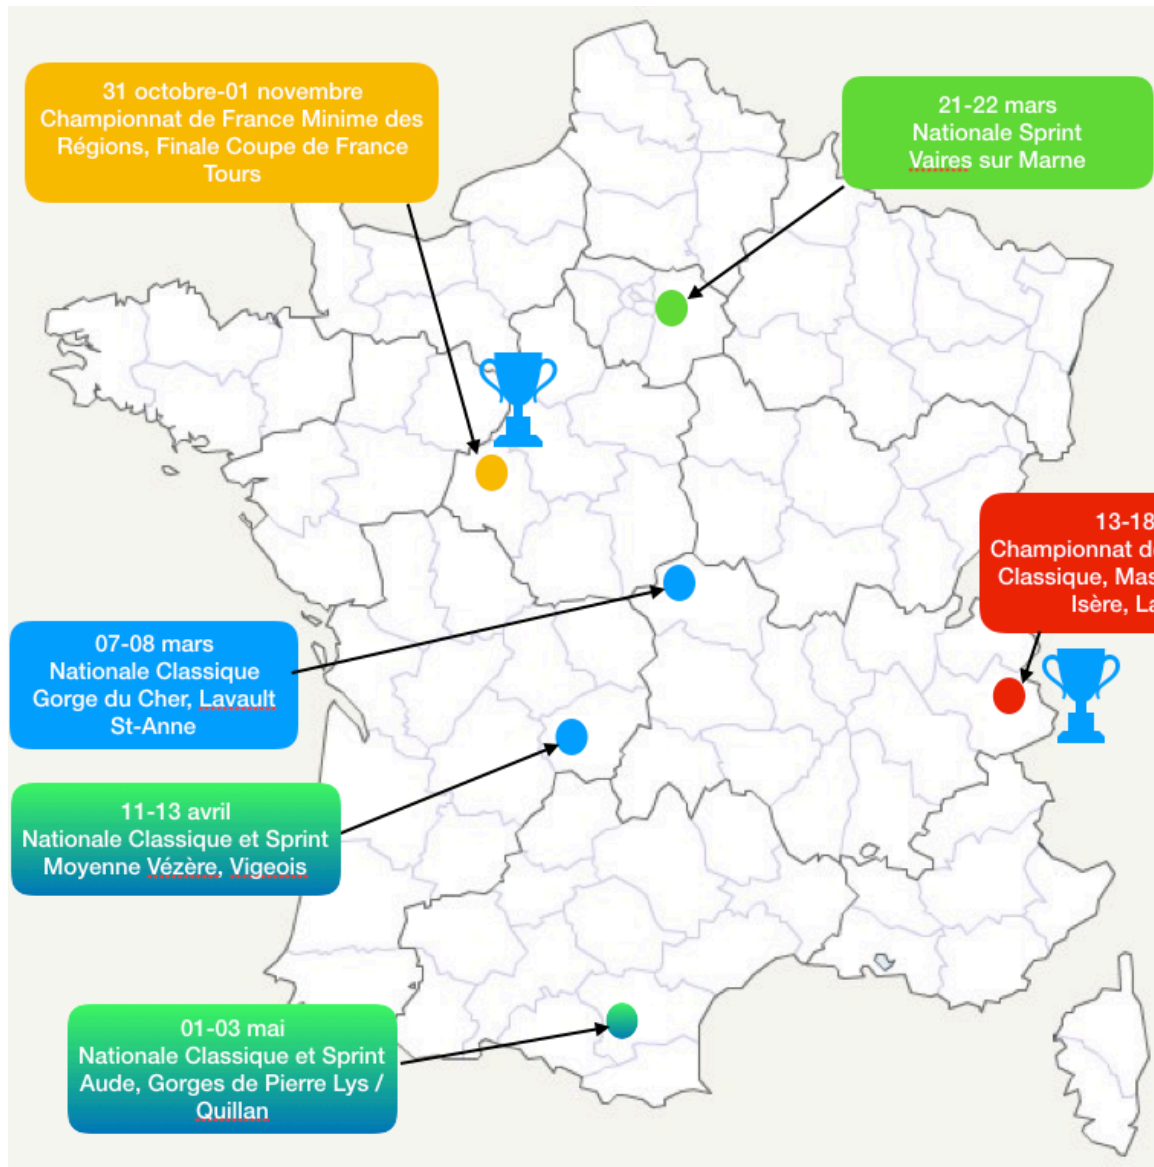 31 octobre-01 novembre
Championnat de France Minime des
Régions, Finale Coupe de France
Tours
21-22 mars
Nationale Sprint
Vaires sur Marne
13-18
Championnat
Classique,
Isère,
07-08 mars
Nationale Classique
Gorge du Cher, Lavault
St-Anne
11-13 avril
Nationale Classique et Sprint
Moyenne Vézère, Vigeois
01-03 mai
Nationale Classique et Sprint
Aude, Gorges de Pierre Lys /
Quillan